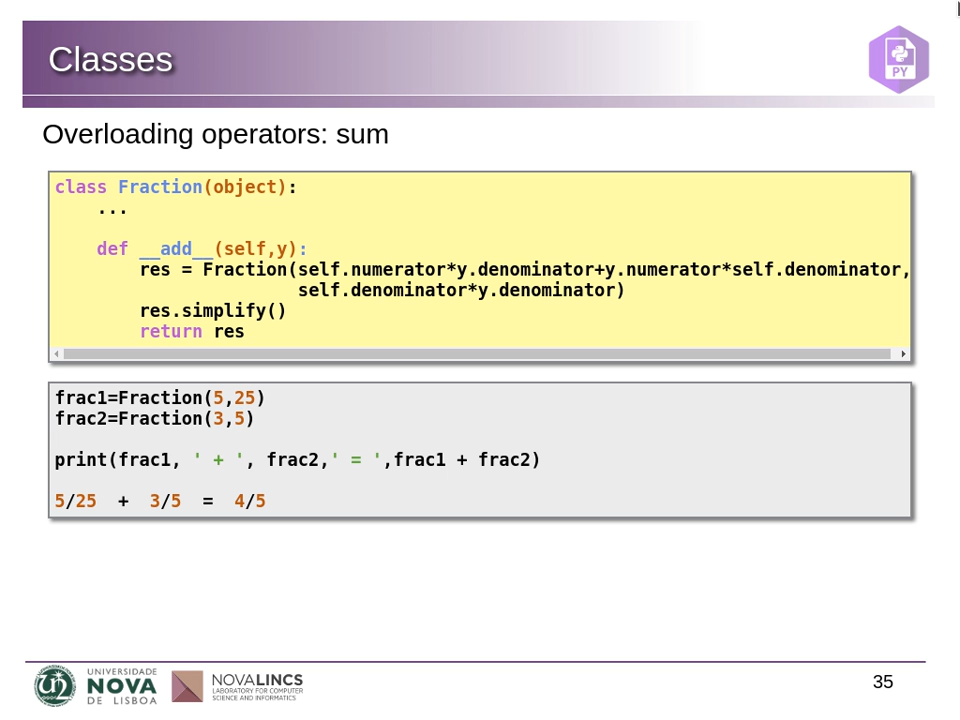 Classes
PY
Overloading operators: sum
class Fraction(object):
    ...
    def __add__(self,y):
        res = Fraction(self.numerator*y.denominator+y.numerator*self.denominator,
                       self.denominator*y.denominator)
        res.simplify()
        return res
frac1=Fraction(5,25)
frac2=Fraction(3,5)
print(frac1, ' + ', frac2,' = ',frac1 + frac2)
5/25  +  3/5  =  4/5
UNIVERSIDADE
NOVA
DE LISBOA
NOVALINCS
LABORATORY FOR COMPUTER
SCIENCE AND INFORMATICS
35